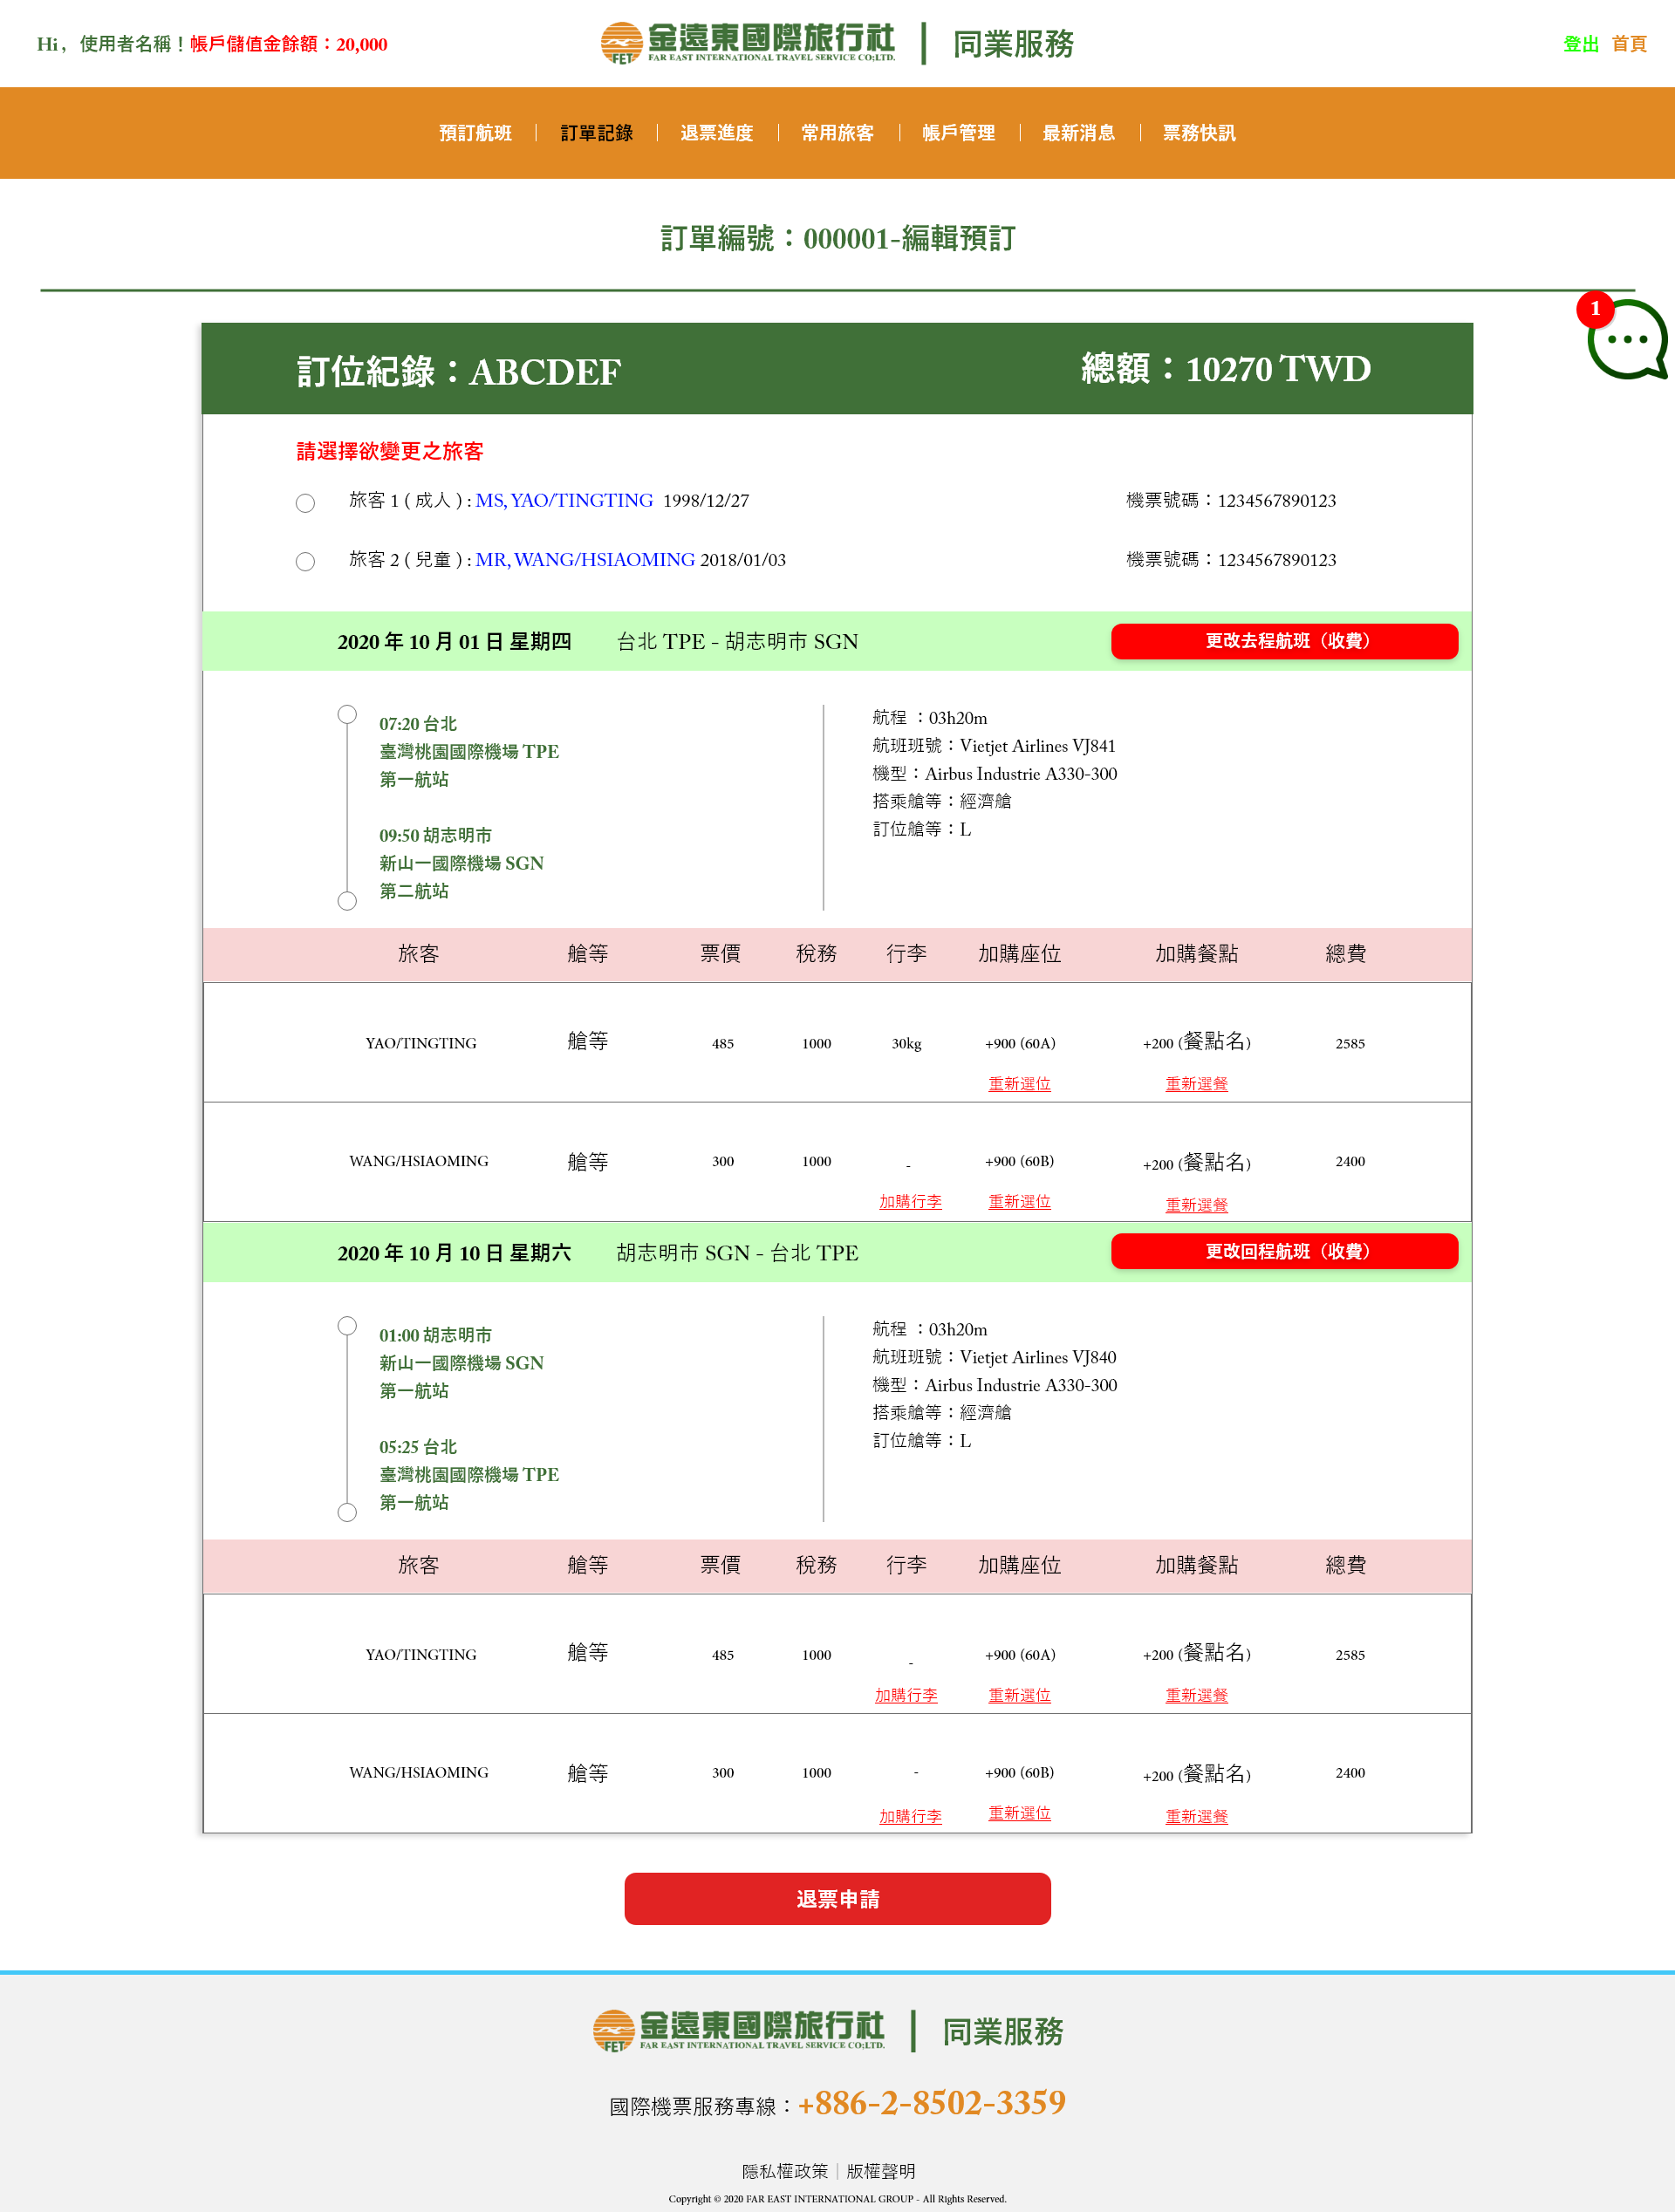 Hi，使用者名稱！帳戶儲值金餘額：20,000
金遠東國際旅行社
FAR EAST INTERNATIONAL TRAVEL SERVICE CO;LTD.
FET
同業服務
登出 首頁
預訂航班 訂單記錄 退票進度 常用旅客 帳戶管理 最新消息 票務快訊
訂單編號：000001-編輯預訂
1
訂位紀錄：ABCDEF 總額：10270 TWD
請選擇欲變更之旅客
旅客 1 ( 成人 ) : MS, YAO/TINGTING 1998/12/27 機票號碼：1234567890123
旅客 2 ( 兒童 ) : MR, WANG/HSIAOMING 2018/01/03 機票號碼：1234567890123
2020 年 10 月 01 日 星期四 台北 TPE - 胡志明市 SGN 更改去程航班（收費）
07:20 台北
臺灣桃園國際機場 TPE
第一航站
09:50 胡志明市
新山一國際機場 SGN
第二航站
航程 ：03h20m
航班班號：Vietjet Airlines VJ841
機型：Airbus Industrie A330-300
搭乘艙等：經濟艙
訂位艙等：L
旅客 艙等 票價 稅務 行李 加購座位 加購餐點 總費
YAO/TINGTING 艙等 485 1000 30kg +900 (60A) +200 (餐點名) 2585
重新選位 重新選餐
WANG/HSIAOMING 艙等 300 1000 - +900 (60B) +200 (餐點名) 2400
加購行李 重新選位 重新選餐
2020 年 10 月 10 日 星期六 胡志明市 SGN - 台北 TPE 更改回程航班（收費）
01:00 胡志明市
新山一國際機場 SGN
第一航站
05:25 台北
臺灣桃園國際機場 TPE
第一航站
航程 ：03h20m
航班班號：Vietjet Airlines VJ840
機型：Airbus Industrie A330-300
搭乘艙等：經濟艙
訂位艙等：L
旅客 艙等 票價 稅務 行李 加購座位 加購餐點 總費
YAO/TINGTING 艙等 485 1000 - +900 (60A) +200 (餐點名) 2585
加購行李 重新選位 重新選餐
WANG/HSIAOMING 艙等 300 1000 - +900 (60B) +200 (餐點名) 2400
加購行李 重新選位 重新選餐
退票申請
金遠東國際旅行社
FAR EAST INTERNATIONAL TRAVEL SERVICE CO;LTD.
FET
同業服務
國際機票服務專線：+886-2-8502-3359
隱私權政策｜版權聲明
Copyright © 2020 FAR EAST INTERNATIONAL GROUP - All Rights Reserved.